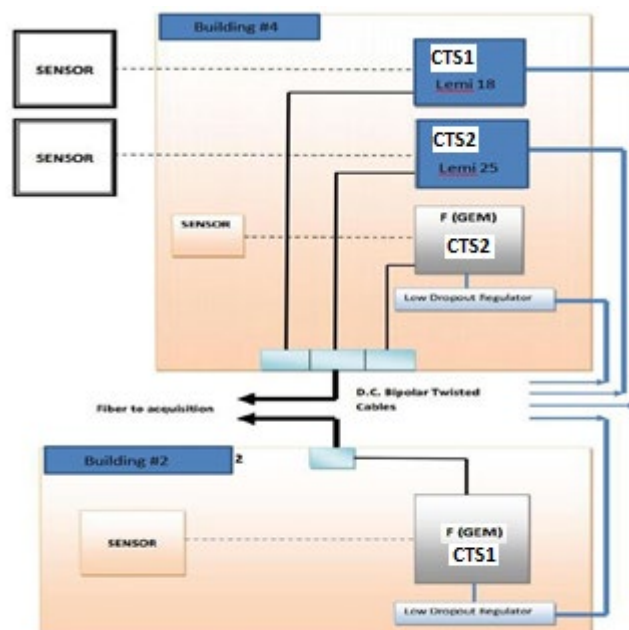 Building #4
SENSOR
CTS1
Lemi 18
SENSOR
CTS2
Lemi 25
SENSOR
F (GEM)
CTS2
Low Dropout Regulator
D.C. Bipolar Twisted
Cables
Fiber to acquisition
Building #2
2
SENSOR
F (GEM)
CTS1
Low Dropout Regulator